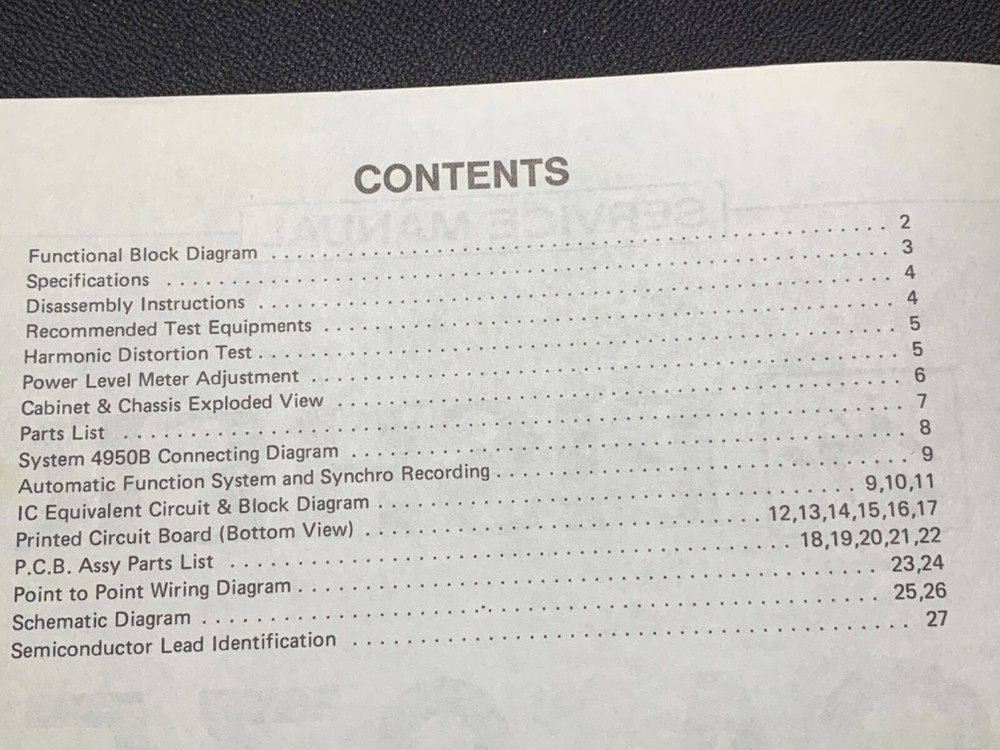 CONTENTS
Functional Block Diagram . . . . . . . . . . . . . . . . . . . . 2
Specifications . . . . . . . . . . . . . . . . . . . . 3
Disassembly Instructions . . . . . . . . . . . . . . . . . . . . 4
Recommended Test Equipments . . . . . . . . . . . . . . . . . . . . 4
Harmonic Distortion Test . . . . . . . . . . . . . . . . . . . . 5
Power Level Meter Adjustment . . . . . . . . . . . . . . . . . . . . 5
Cabinet & Chassis Exploded View . . . . . . . . . . . . . . . . . . . . 6
Parts List . . . . . . . . . . . . . . . . . . . . 7
System 4950B Connecting Diagram . . . . . . . . . . . . . . . . . . . . 8
Automatic Function System and Synchro Recording . . . . . . . . . . . . . . . . . . . . 9
IC Equivalent Circuit & Block Diagram . . . . . . . . . . . . . . . . . . . . 9,10,11
Printed Circuit Board (Bottom View) . . . . . . . . . . . . . . . . . . . . 12,13,14,15,16,17
P.C.B. Assy Parts List . . . . . . . . . . . . . . . . . . . . 18,19,20,21,22
Point to Point Wiring Diagram . . . . . . . . . . . . . . . . . . . . 23,24
Schematic Diagram . . . . . . . . . . . . . . . . . . . . 25,26
Semiconductor Lead Identification . . . . . . . . . . . . . . . . . . . . 27